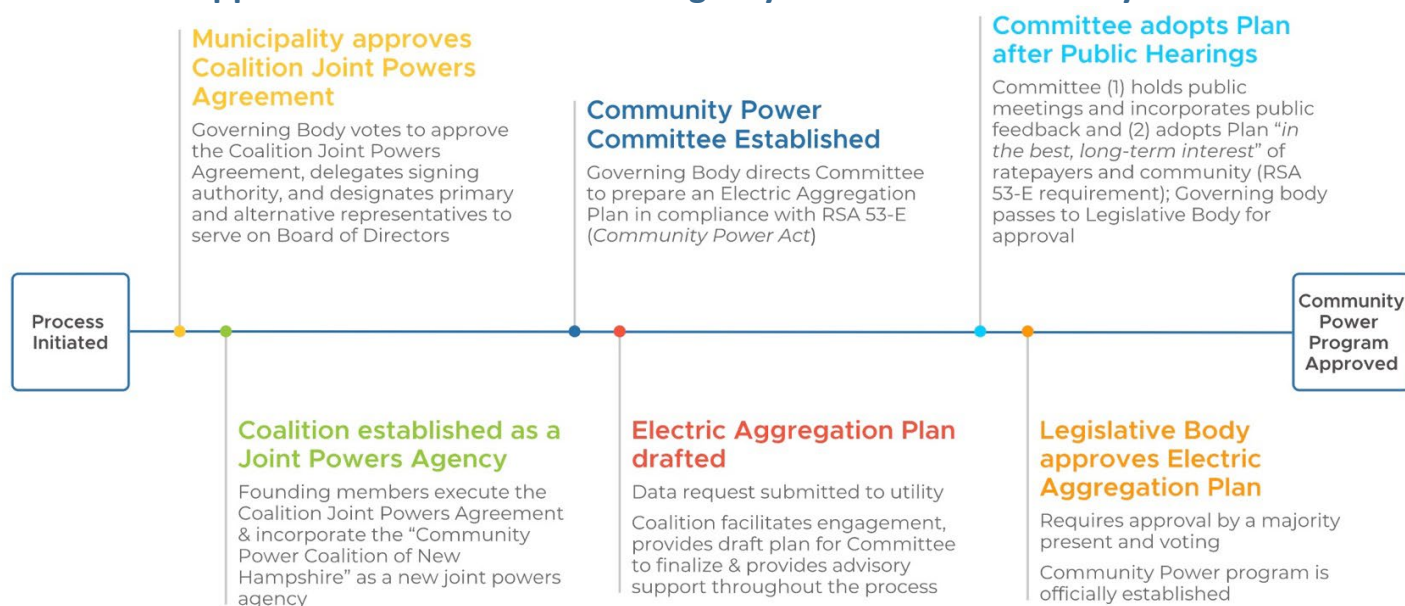 Municipality approves
Coalition Joint Powers
Agreement
Governing Body votes to approve
the Coalition Joint Powers
Agreement, delegates signing
authority, and designates primary
and alternative representatives to
serve on Board of Directors
Community Power
Committee Established
Governing Body directs Committee
to prepare an Electric Aggregation
Plan in compliance with RSA 53-E
(Community Power Act)
Committee adopts Plan
after Public Hearings
Committee (1) holds public
meetings and incorporates public
feedback and (2) adopts Plan “in
the best, long-term interest” of
ratepayers and community (RSA
53-E requirement); Governing body
passes to Legislative Body for
approval
Process
Initiated
Community
Power
Program
Approved
Coalition established as a
Joint Powers Agency
Founding members execute the
Coalition Joint Powers Agreement
& incorporate the “Community
Power Coalition of New
Hampshire” as a new joint powers
agency
Electric Aggregation Plan
drafted
Data request submitted to utility
Coalition facilitates engagement,
provides draft plan for Committee
to finalize & provides advisory
support throughout the process
Legislative Body
approves Electric
Aggregation Plan
Requires approval by a majority
present and voting
Community Power program is
officially established